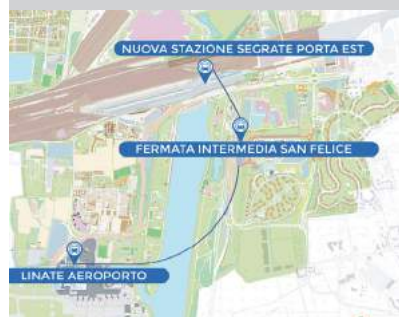 NUOVA STAZIONE SEGRATE PORTA EST
FERMATA INTERMEDIA SAN FELICE
LINATE AEROPORTO